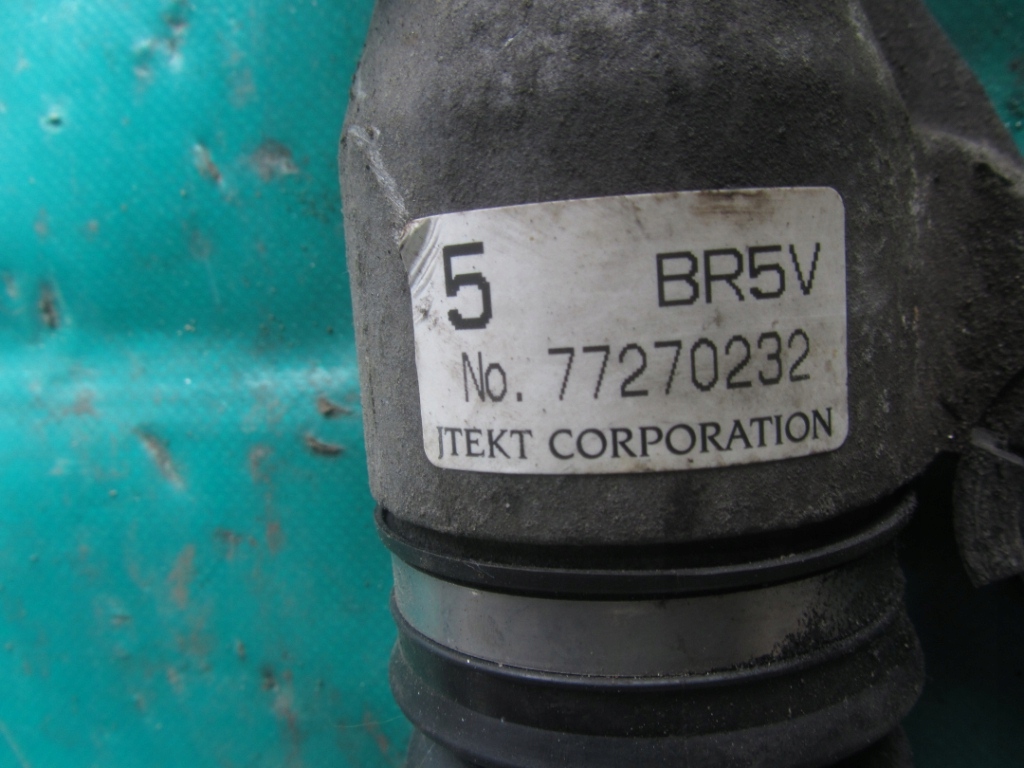 5 BR5V
No. 77270232
JTEKT CORPORATION